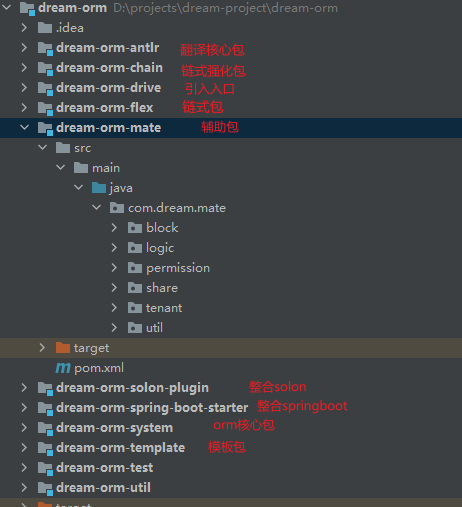 dream-orm D:\projects\dream-project\dream-orm
.idea
dream-orm-antlr 翻译核心包
dream-orm-chain 链式强化包
dream-orm-drive 引入入口
dream-orm-flex 链式包
dream-orm-mate 辅助包
src
main
java
com.dream.mate
block
logic
permission
share
tenant
util
target
pom.xml
dream-orm-solon-plugin 整合solon
dream-orm-spring-boot-starter 整合springboot
dream-orm-system orm核心包
dream-orm-template 模板包
dream-orm-test
dream-orm-util
target